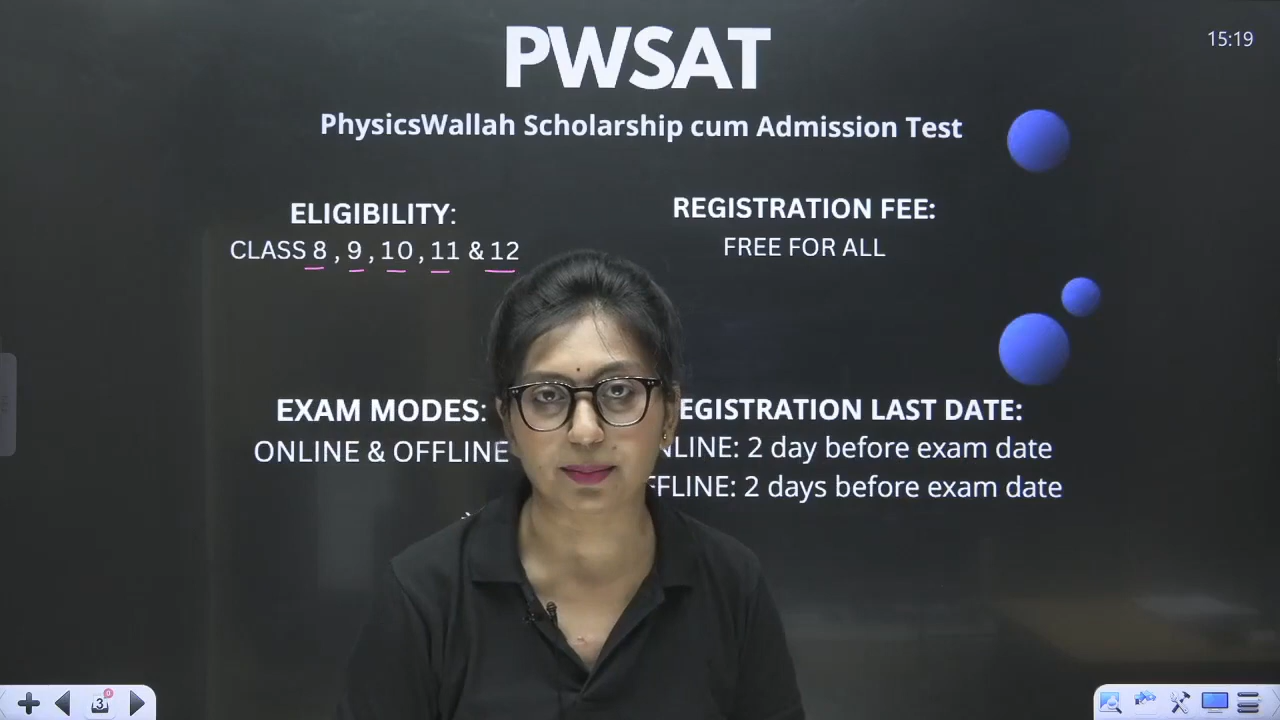 PWSAT
15:19
PhysicsWallah Scholarship cum Admission Test
ELIGIBILITY:
CLASS 8 , 9 , 10 , 11 & 12
REGISTRATION FEE:
FREE FOR ALL
EXAM MODES:
ONLINE & OFFLINE
EGISTRATION LAST DATE:
NLINE: 2 day before exam date
FFLINE: 2 days before exam date
3
0